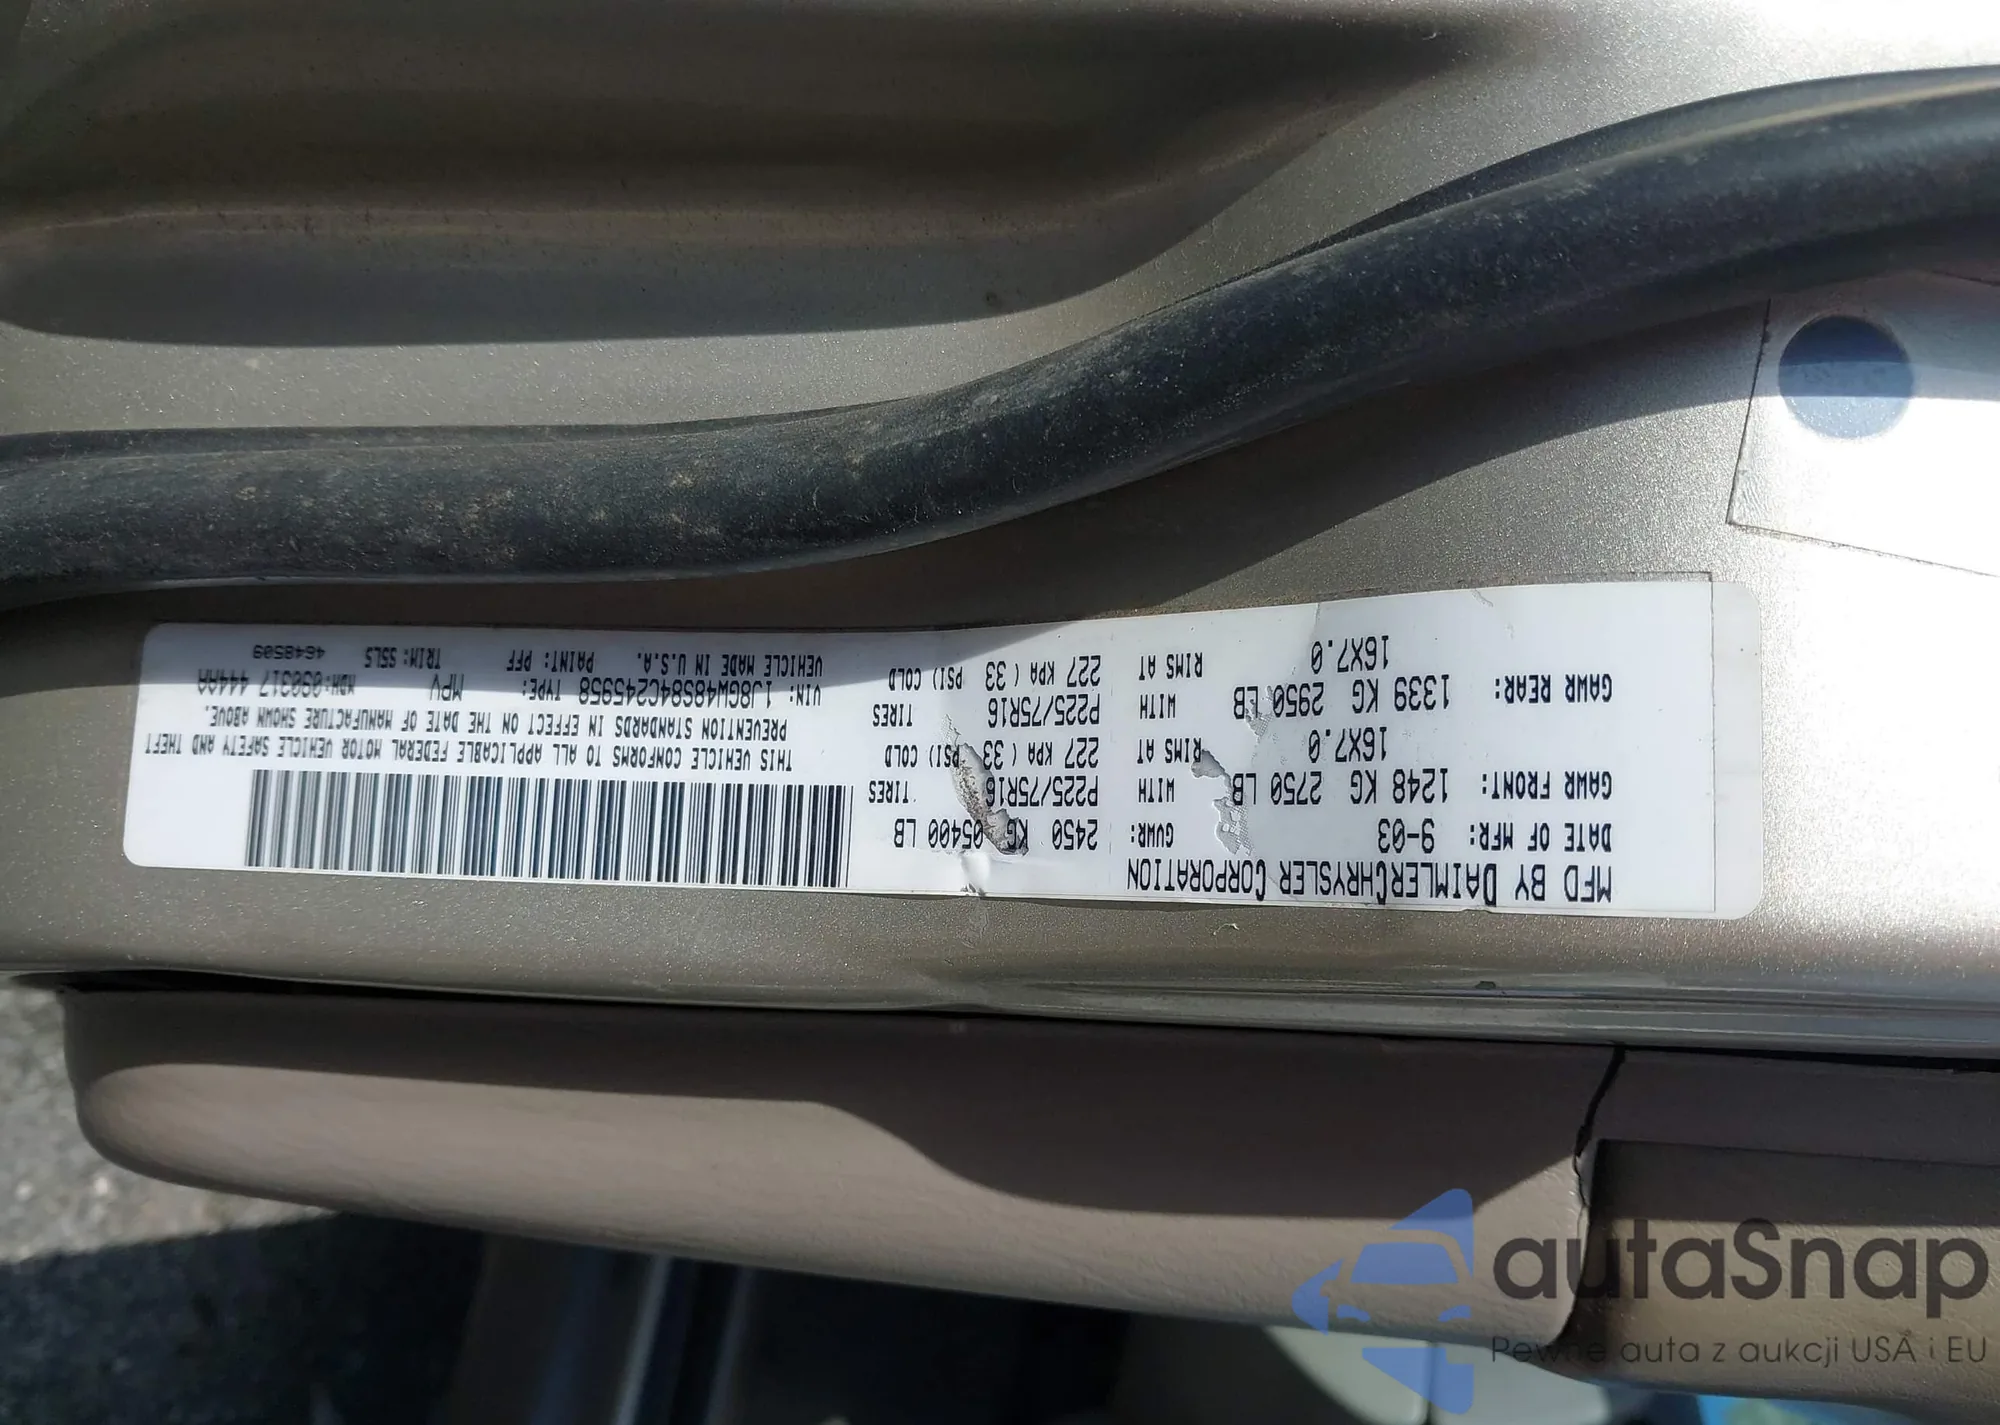 MFD BY DAIMLERCHRYSLER CORPORATION
DATE OF MFR: 9-03 GVWR: 2450 KG 05400 LB
GAWR FRONT: 1248 KG 2750 LB WITH P225/75R16 TIRES
16X7.0 RIMS AT 227 KPA ( 33 PSI) COLD
GAWR REAR: 1339 KG 2950 LB WITH P225/75R16 TIRES
16X7.0 RIMS AT 227 KPA ( 33 PSI) COLD
THIS VEHICLE CONFORMS TO ALL APPLICABLE FEDERAL MOTOR VEHICLE SAFETY AND THEFT
PREVENTION STANDARDS IN EFFECT ON THE DATE OF MANUFACTURE SHOWN ABOVE.
VIN: 1J8GW48S84C245958 TYPE: MPV MDH:090317 444AA
VEHICLE MADE IN U.S.A. PAINT: PFF TRIM: S5L5 4648509
autaSnap
Pewne auta z aukcji USA i EU